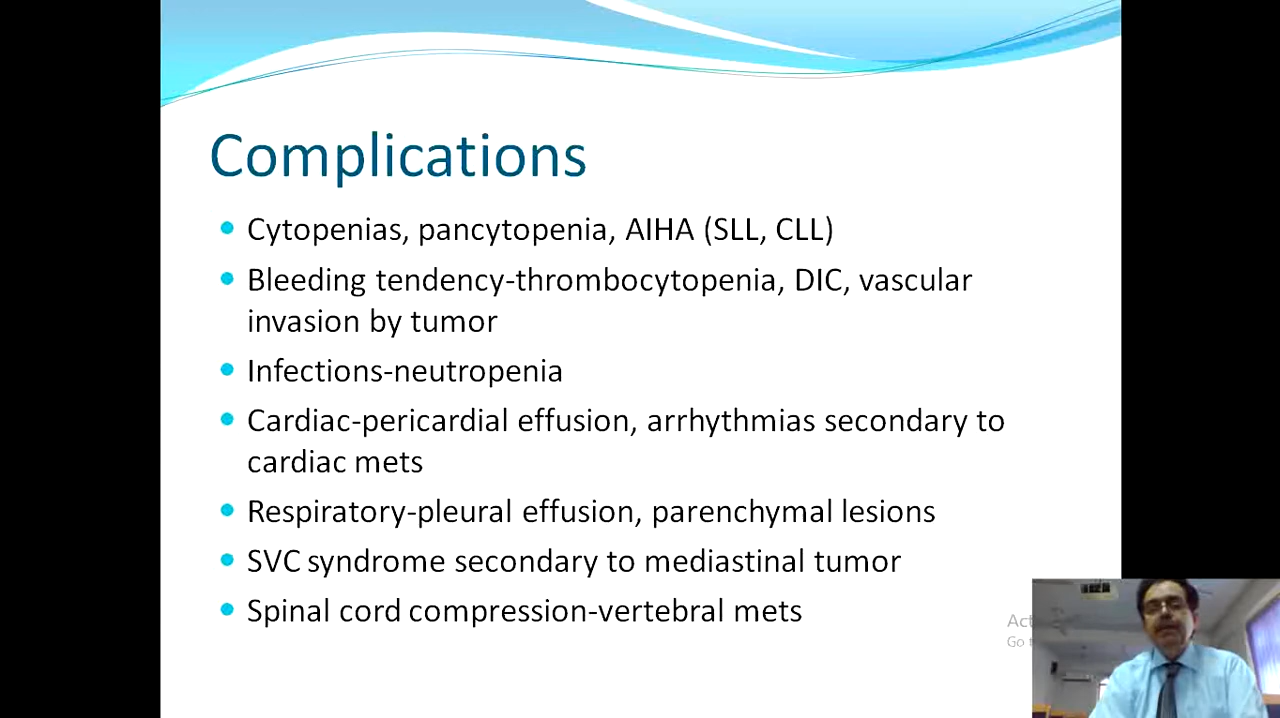 Complications
Cytopenias, pancytopenia, AIHA (SLL, CLL)
Bleeding tendency-thrombocytopenia, DIC, vascular
invasion by tumor
Infections-neutropenia
Cardiac-pericardial effusion, arrhythmias secondary to
cardiac mets
Respiratory-pleural effusion, parenchymal lesions
SVC syndrome secondary to mediastinal tumor
Spinal cord compression-vertebral mets
Go